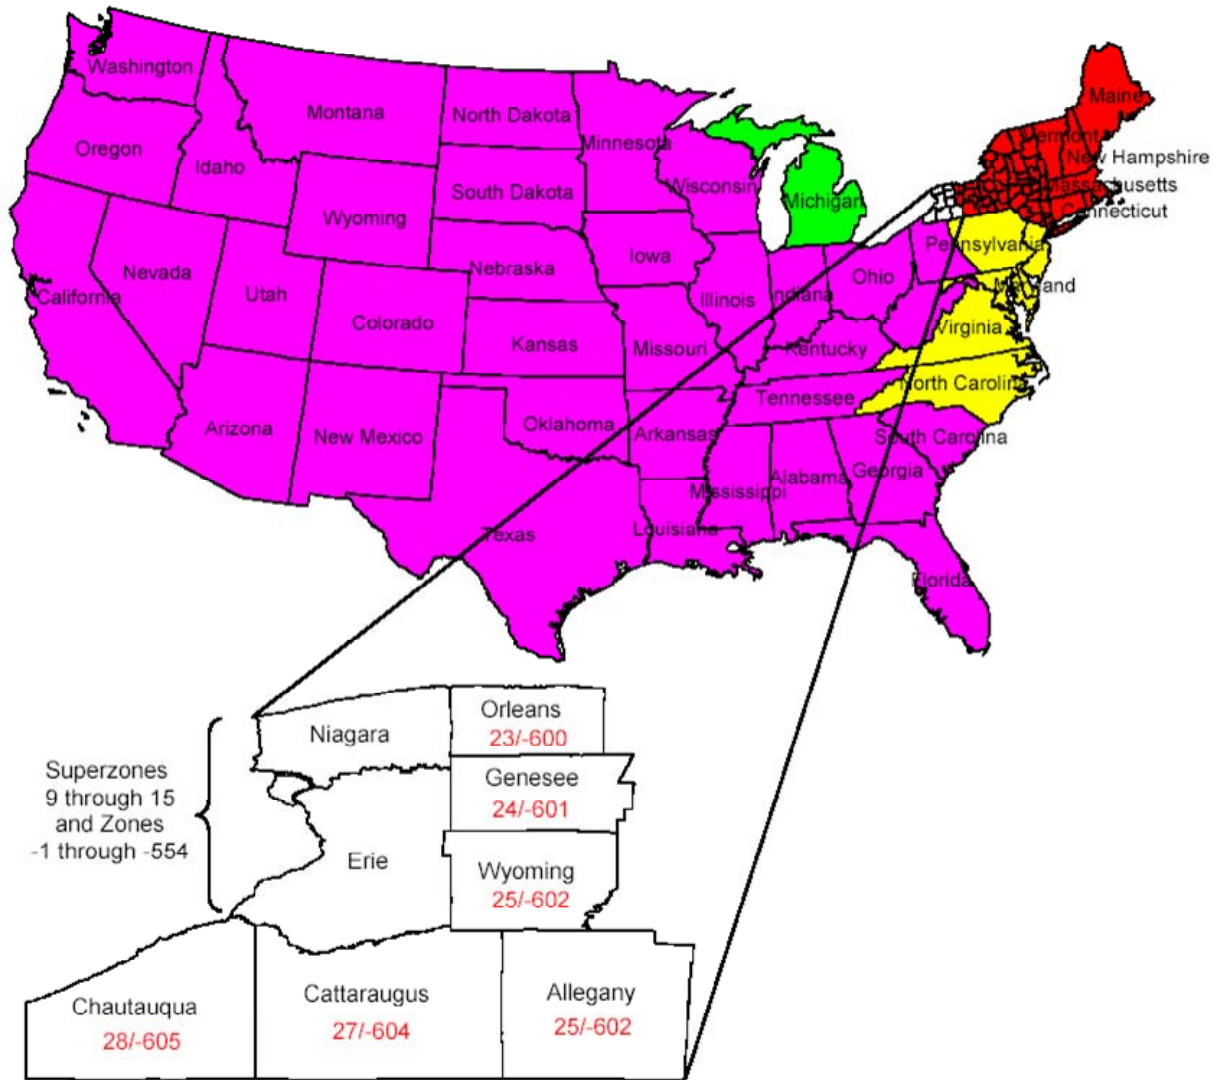 Washington
Montana
North Dakota
Minnesota
Maine
Oregon
Idaho
Vermont
New Hampshire
South Dakota
Wisconsin
Massachusetts
Wyoming
Michigan
Connecticut
Nevada
Nebraska
Iowa
Pennsylvania
California
Utah
Illinois
Indiana
Ohio
Maryland
Colorado
Kansas
Missouri
Kentucky
Virginia
Arizona
New Mexico
Oklahoma
Arkansas
Tennessee
North Carolina
South Carolina
Mississippi
Alabama
Georgia
Texas
Louisiana
Florida
Superzones
9 through 15
and Zones
-1 through -554
Niagara
Orleans
23/-600
Genesee
24/-601
Erie
Wyoming
25/-602
Chautauqua
28/-605
Cattaraugus
27/-604
Allegany
25/-602